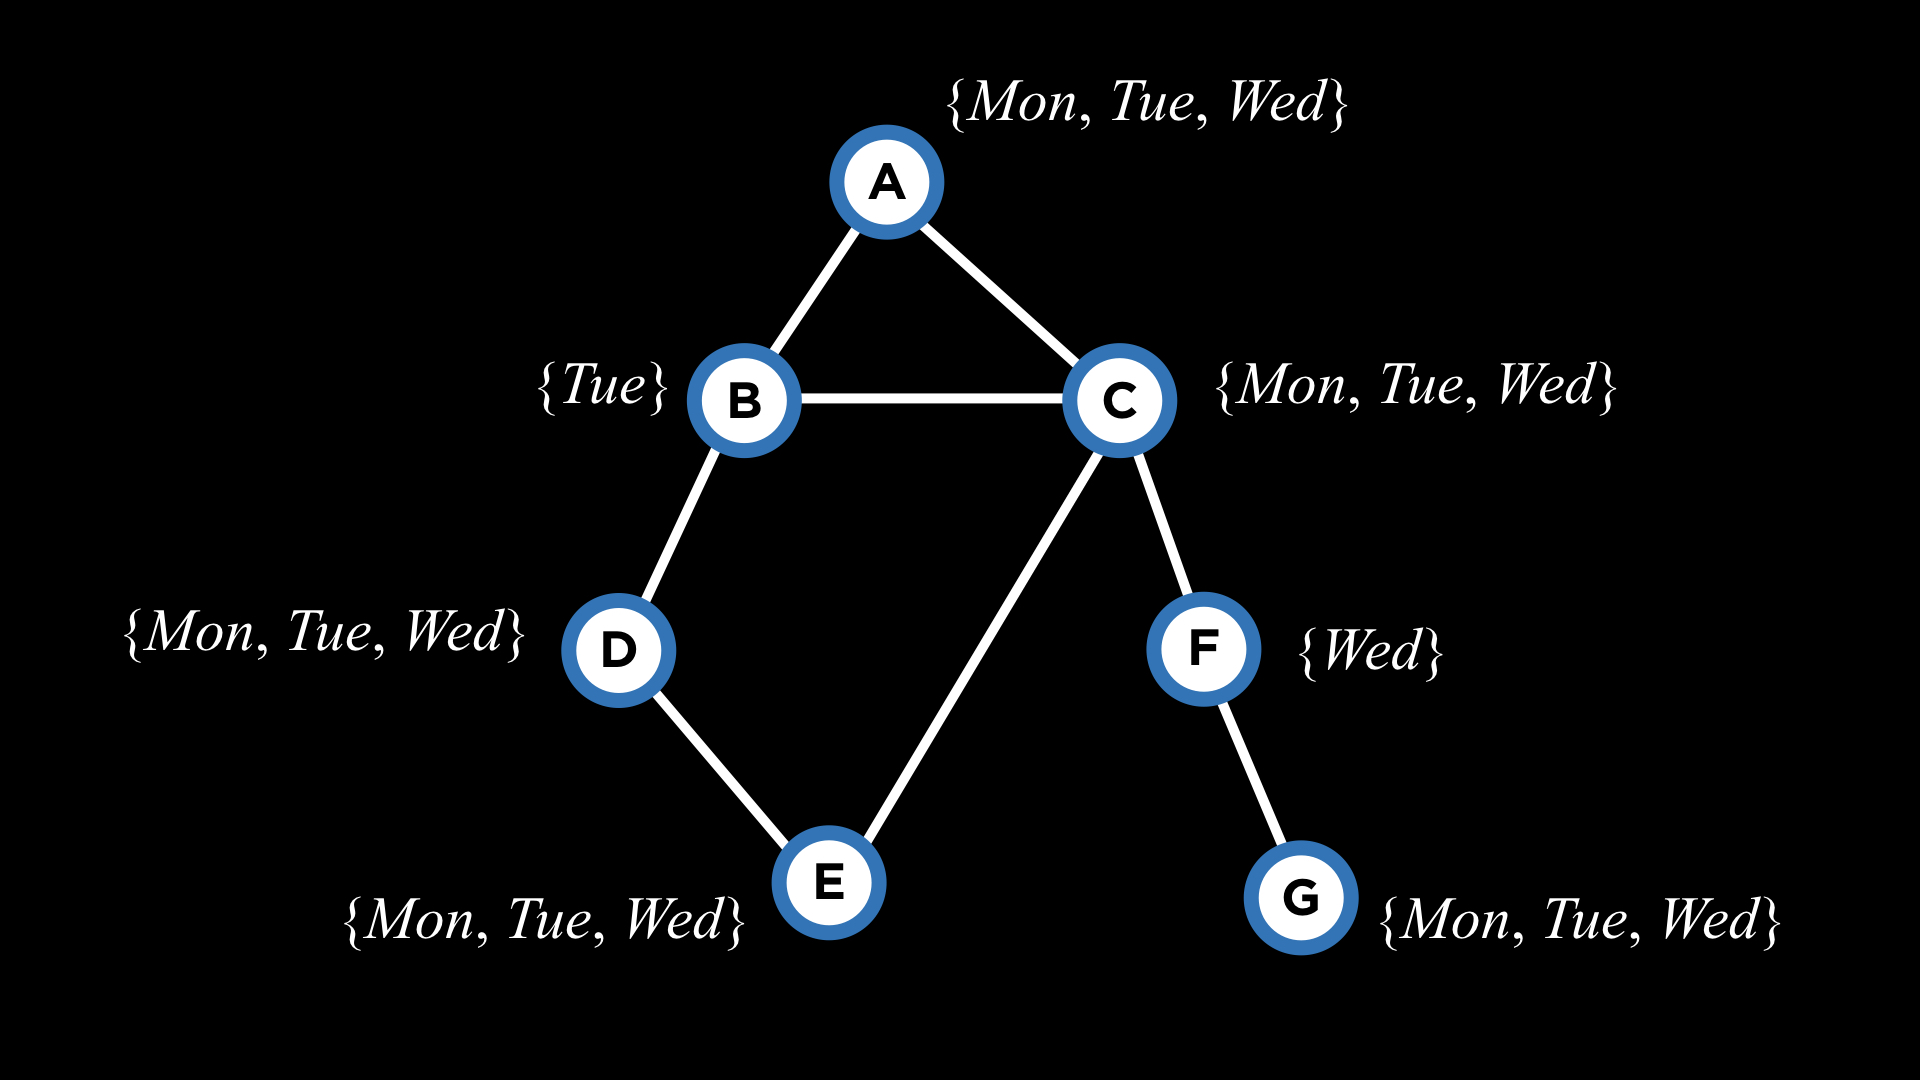 {Mon, Tue, Wed}
A
{Tue}
B
C
{Mon, Tue, Wed}
{Mon, Tue, Wed}
D
F
{Wed}
E
{Mon, Tue, Wed}
G
{Mon, Tue, Wed}